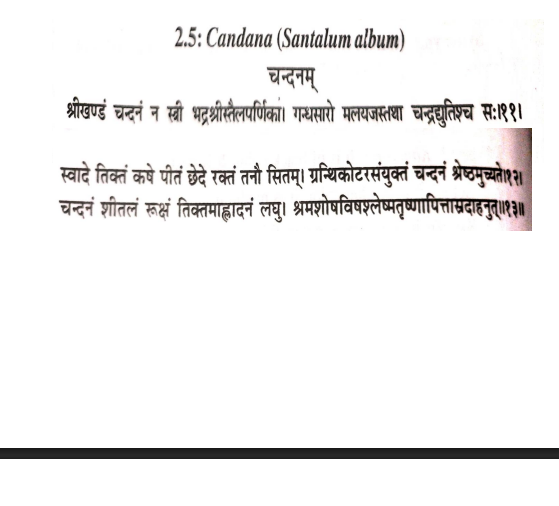 2.5: Candana (Santalum album)
चन्दनम्
श्रीखण्डं चन्दनं न स्त्री भद्रश्रीस्तैलपर्णिका। गन्धसारो मलयजस्तथा चन्द्रद्युतिश्च सः।११।
स्वादे तिक्तं कषे पीतं छेदे रक्तं तनौ सितम्। ग्रन्थिकोटरसंयुक्तं चन्दनं श्रेष्ठमुच्यते।१२।
चन्दनं शीतलं रूक्षं तिक्तमाह्लादनं लघु। श्रमशोषविषश्लेष्मतृष्णापित्तास्रदाहनुत्॥१३॥